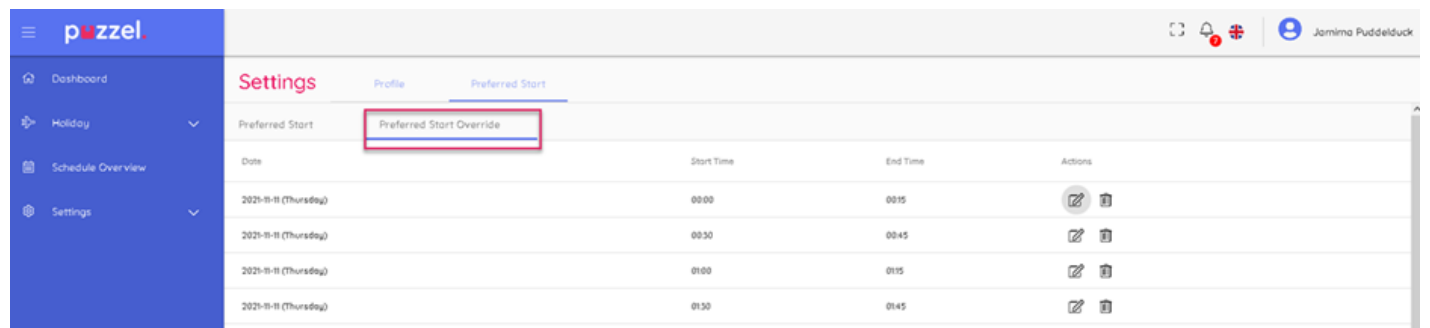 puzzel.
7
Jamima Puddelduck
Dashboard
Holiday
Schedule Overview
Settings
Settings Profile Preferred Start
Preferred Start Preferred Start Override
Date Start Time End Time Actions
2021-11-11 (Thursday) 00:00 00:15
2021-11-11 (Thursday) 00:30 00:45
2021-11-11 (Thursday) 01:00 01:15
2021-11-11 (Thursday) 01:30 01:45